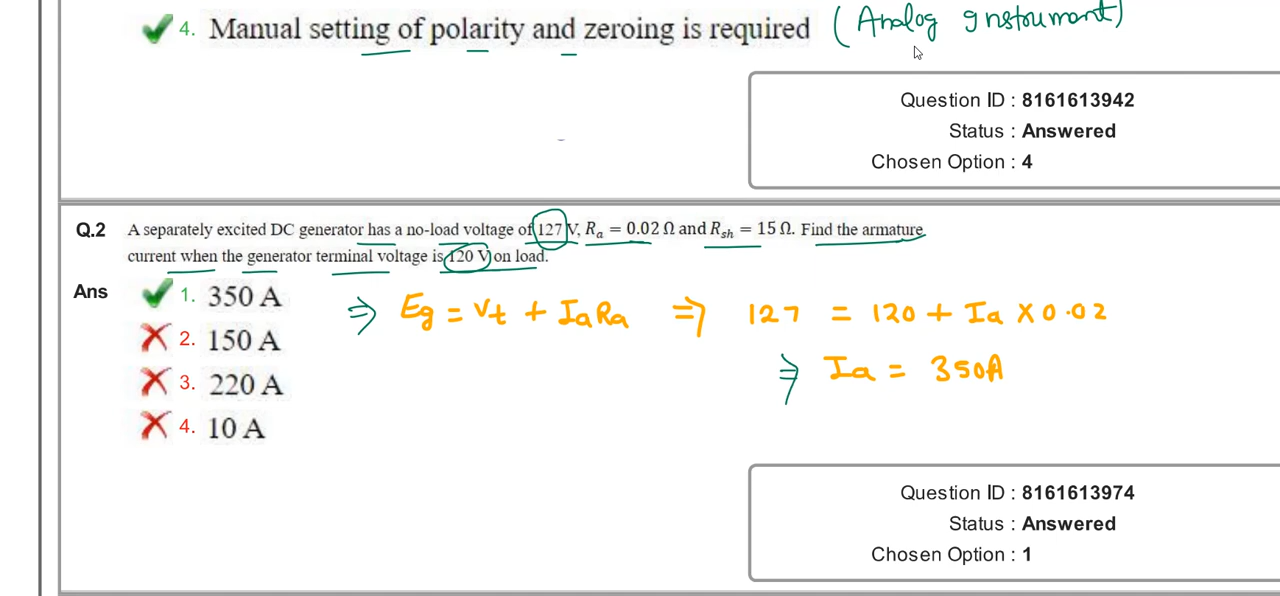 4. Manual setting of polarity and zeroing is required (Analog Instrument)
Question ID : 8161613942
Status : Answered
Chosen Option : 4
Q.2 A separately excited DC generator has a no-load voltage of 127 V, Rₐ = 0.02 Ω and Rₛₕ = 15 Ω. Find the armature
current when the generator terminal voltage is 120 V on load.
Ans 1. 350 A
2. 150 A
3. 220 A
4. 10 A
⇒ Eg = Vt + IaRa ⇒ 127 = 120 + Ia × 0.02
⇒ Ia = 350A
Question ID : 8161613974
Status : Answered
Chosen Option : 1